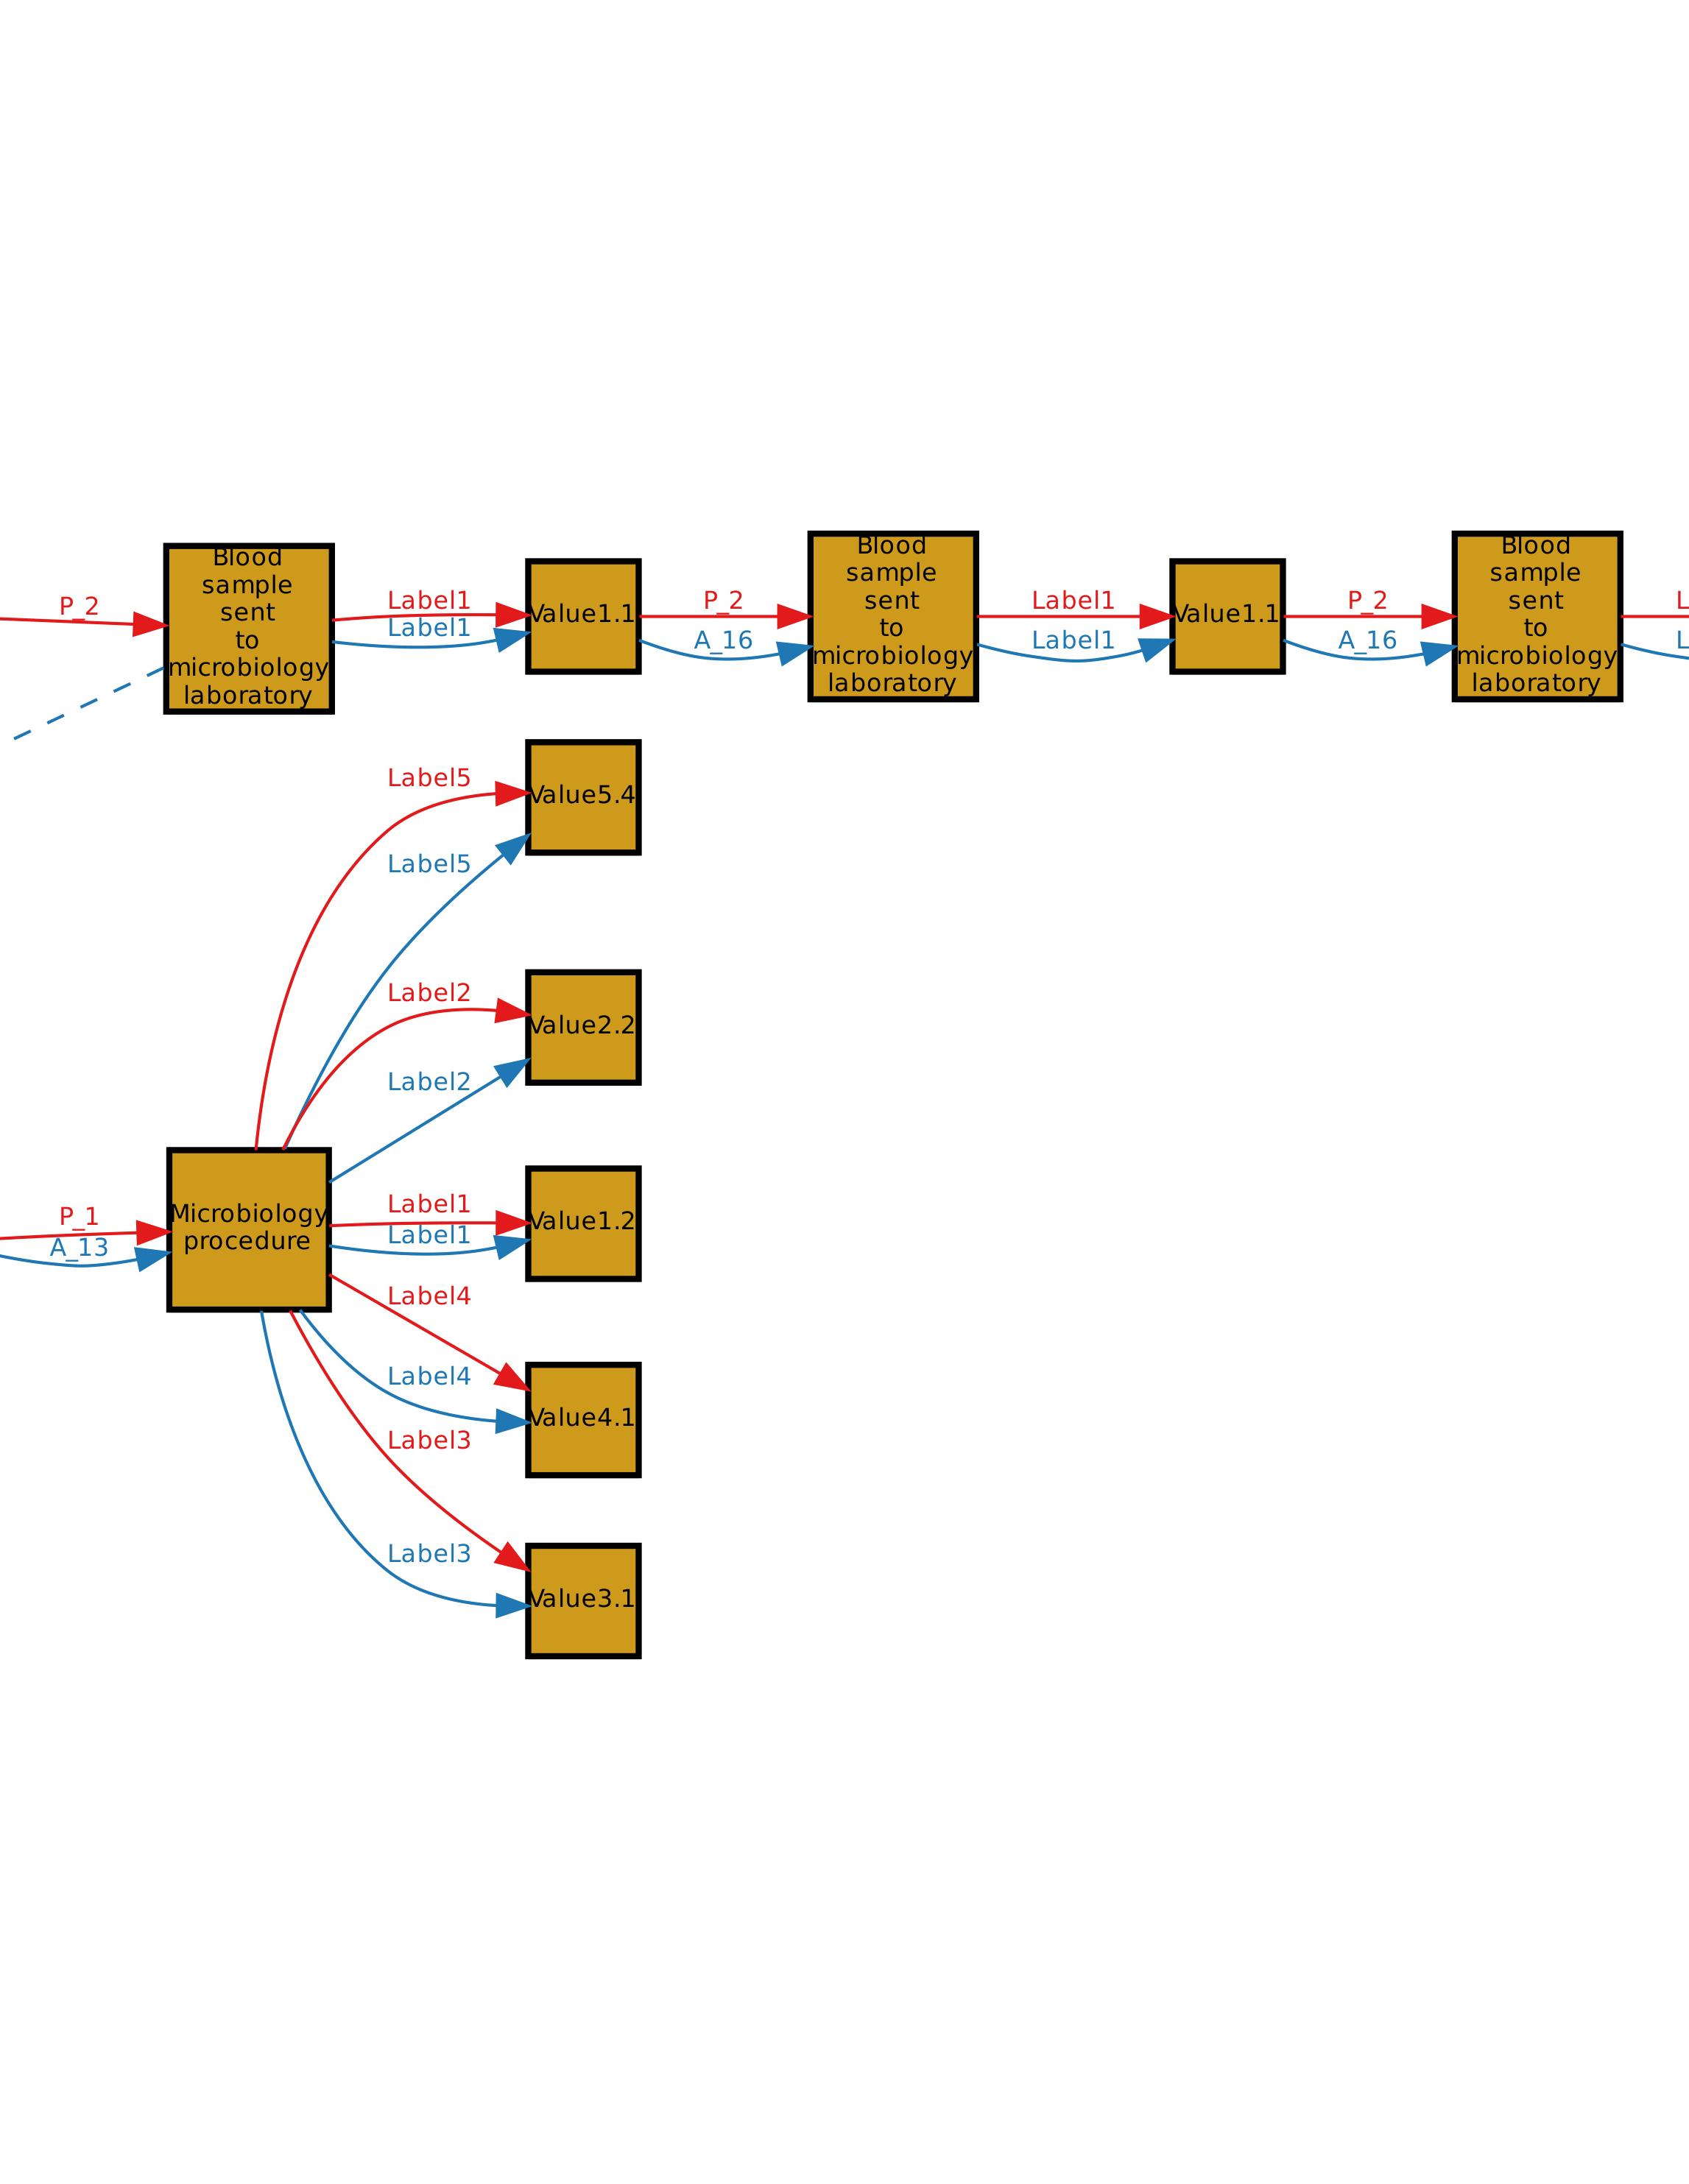 P_2
Blood
sample
sent
to
microbiology
laboratory
Label1
Label1
Value1.1
P_2
A_16
Blood
sample
sent
to
microbiology
laboratory
Label1
Label1
Value1.1
P_2
A_16
Blood
sample
sent
to
microbiology
laboratory
L
L
Label5
Label5
Value5.4
Label2
Label2
Value2.2
P_1
A_13
Microbiology
procedure
Label1
Label1
Value1.2
Label4
Label4
Value4.1
Label3
Label3
Value3.1